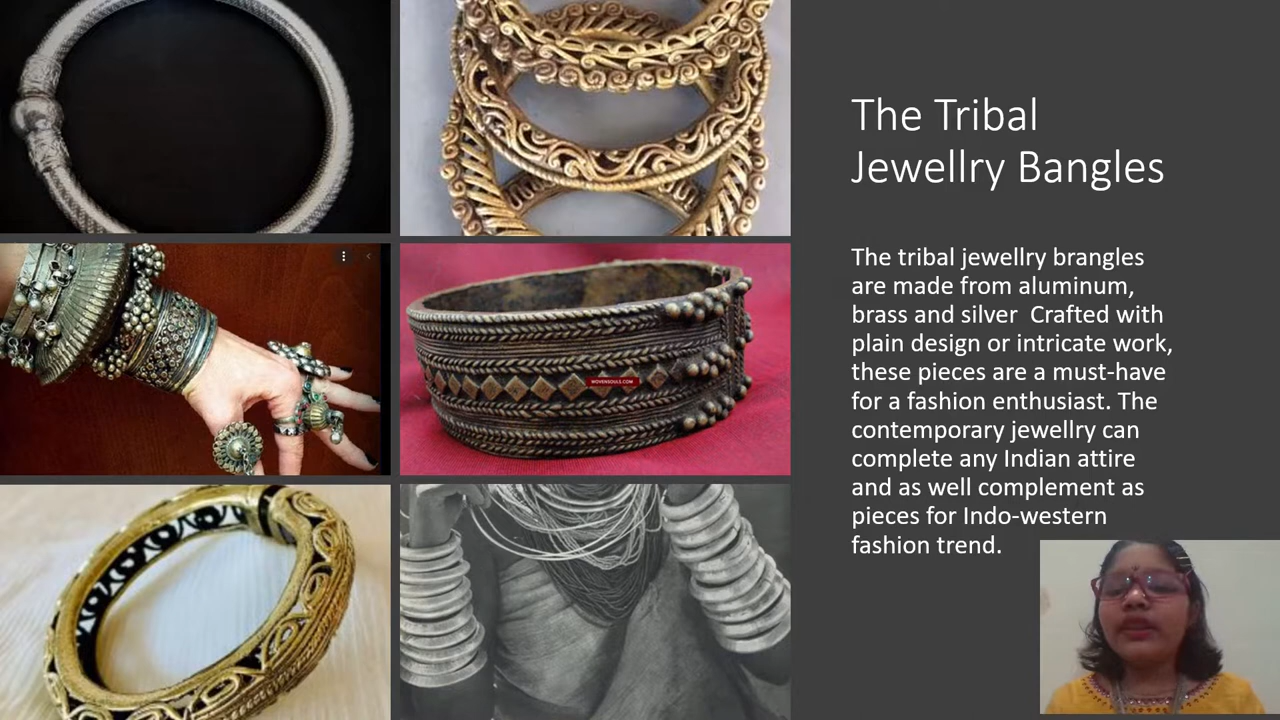 The Tribal
Jewellry Bangles
The tribal jewellry brangles
are made from aluminum,
brass and silver  Crafted with
plain design or intricate work,
these pieces are a must-have
for a fashion enthusiast. The
contemporary jewellry can
complete any Indian attire
and as well complement as
pieces for Indo-western
fashion trend.
WOVENSOULS.COM